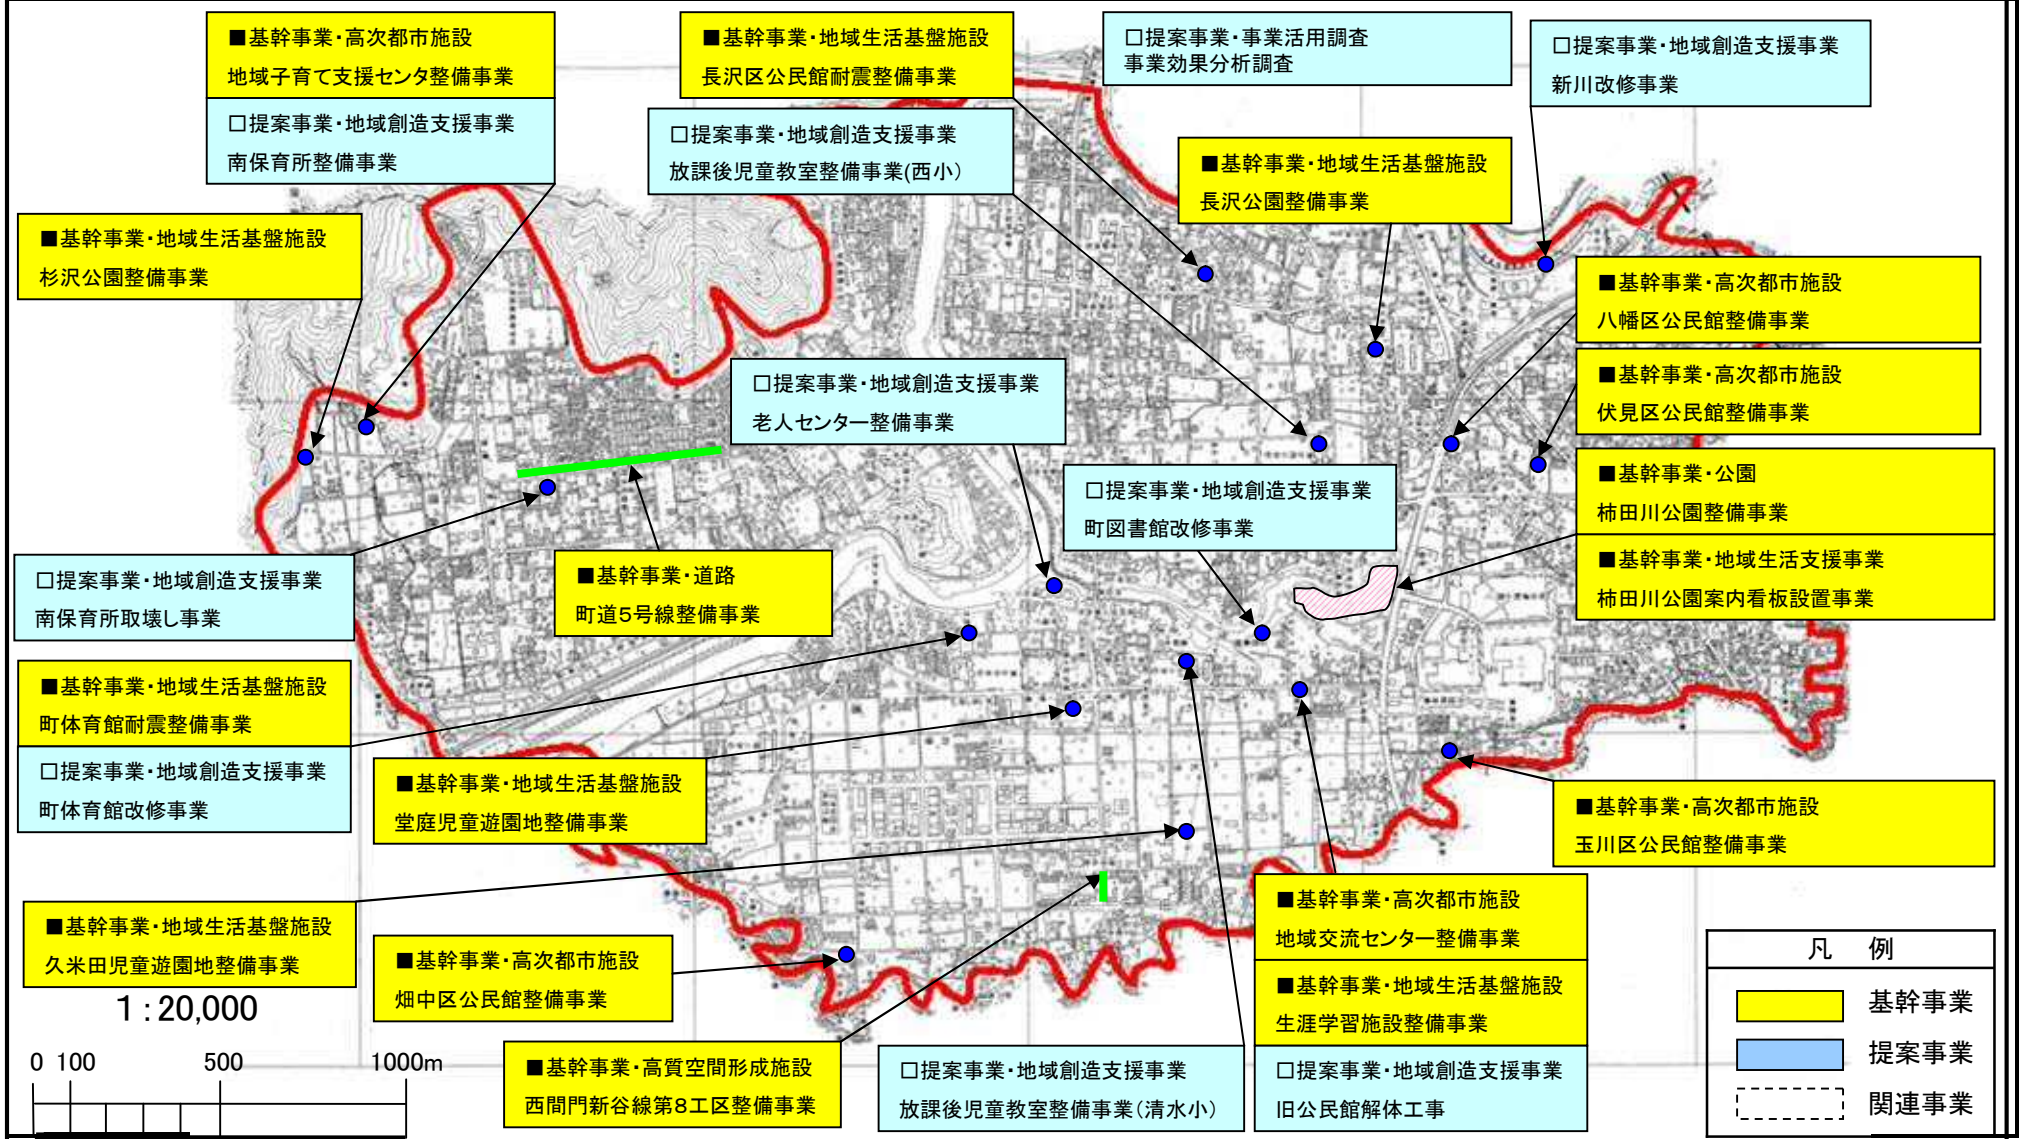 ■基幹事業・高次都市施設
地域子育て支援センタ整備事業
□提案事業・地域創造支援事業
南保育所整備事業
■基幹事業・地域生活基盤施設
長沢区公民館耐震整備事業
□提案事業・事業活用調査
事業効果分析調査
□提案事業・地域創造支援事業
新川改修事業
□提案事業・地域創造支援事業
放課後児童教室整備事業(西小)
■基幹事業・地域生活基盤施設
長沢公園整備事業
■基幹事業・地域生活基盤施設
杉沢公園整備事業
■基幹事業・高次都市施設
八幡区公民館整備事業
■基幹事業・高次都市施設
伏見区公民館整備事業
□提案事業・地域創造支援事業
老人センター整備事業
□提案事業・地域創造支援事業
町図書館改修事業
■基幹事業・公園
柿田川公園整備事業
■基幹事業・地域生活支援事業
柿田川公園案内看板設置事業
□提案事業・地域創造支援事業
南保育所取壊し事業
■基幹事業・道路
町道5号線整備事業
■基幹事業・地域生活基盤施設
町体育館耐震整備事業
□提案事業・地域創造支援事業
町体育館改修事業
■基幹事業・地域生活基盤施設
堂庭児童遊園地整備事業
■基幹事業・高次都市施設
玉川区公民館整備事業
■基幹事業・地域生活基盤施設
久米田児童遊園地整備事業
■基幹事業・高次都市施設
畑中区公民館整備事業
■基幹事業・高次都市施設
地域交流センター整備事業
■基幹事業・地域生活基盤施設
生涯学習施設整備事業
□提案事業・地域創造支援事業
旧公民館解体工事
■基幹事業・高質空間形成施設
西間門新谷線第8工区整備事業
□提案事業・地域創造支援事業
放課後児童教室整備事業(清水小)
1:20,000
0 100 500 1000m
凡 例
基幹事業
提案事業
関連事業